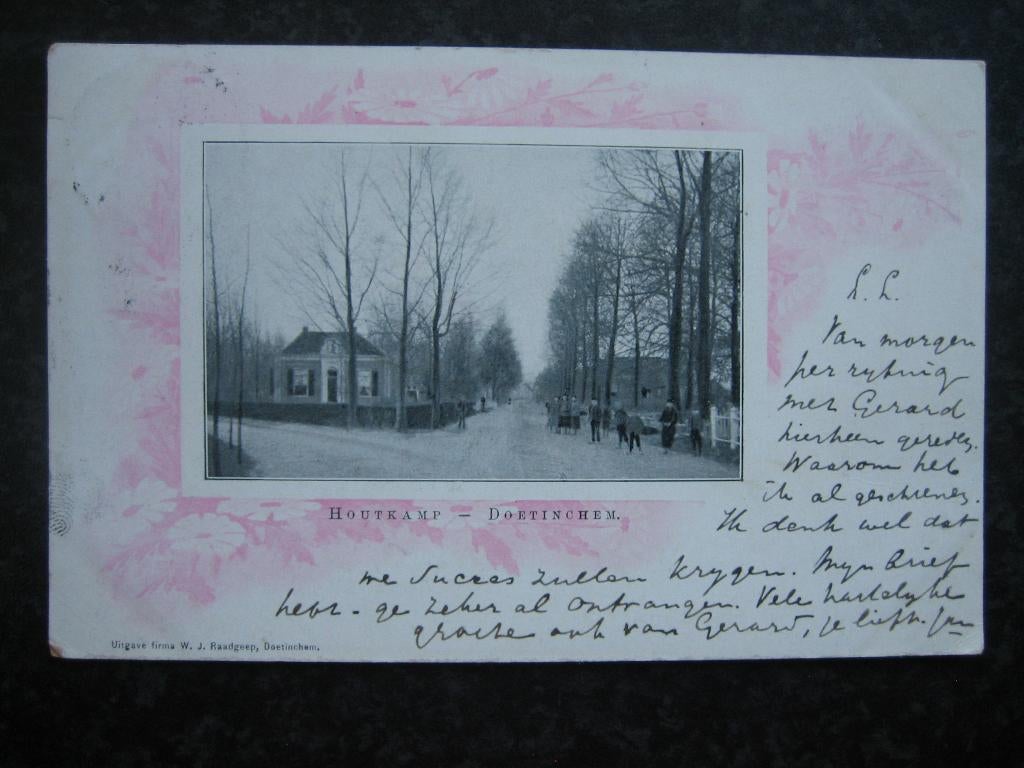 HOUTKAMP – DOETINCHEM.
L. L.
Van morgen
per rytuig
met Gerard
hierheen gereden.
Waarom heb
ik al geschreven.
Ik denk wel dat
we Succes zullen krygen. Myn brief
hebt-ge zeker al ontvangen. Vele hartelyke
groete ook van Gerard, je liefh.
Uitgave firma W. J. Raadgeep, Doetinchem.